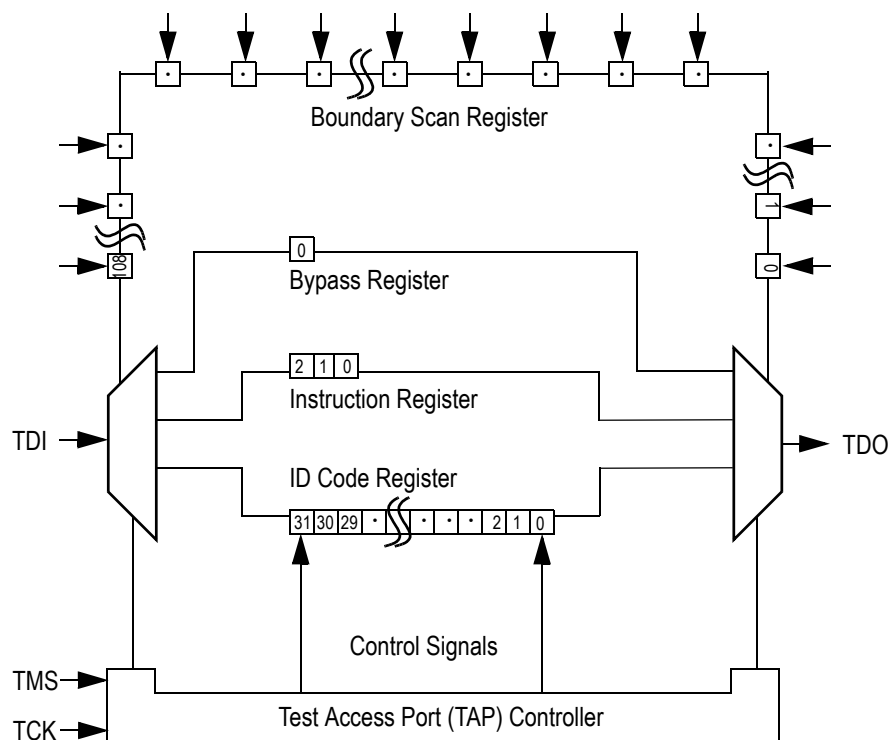 Boundary Scan Register
1
108
0
0
Bypass Register
2 1 0
Instruction Register
TDI
TDO
ID Code Register
31 30 29 · · · · 2 1 0
Control Signals
TMS
Test Access Port (TAP) Controller
TCK